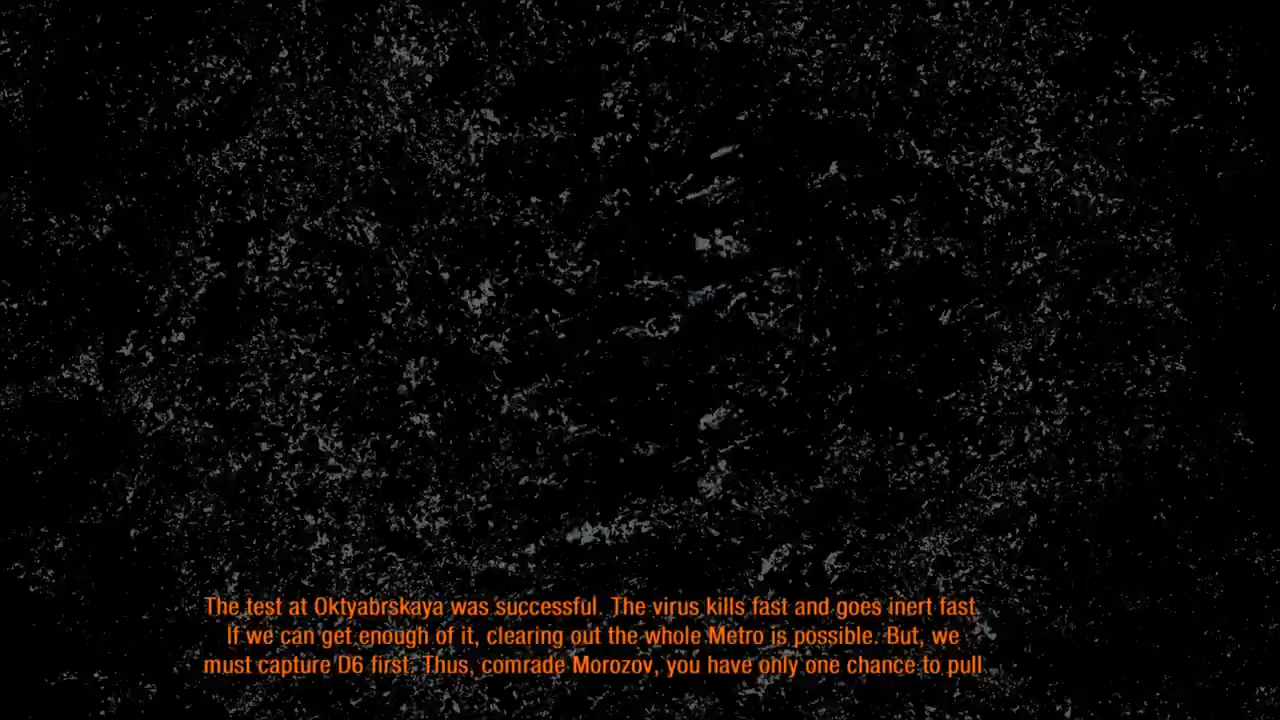 The test at Oktyabrskaya was successful. The virus kills fast and goes inert fast.
If we can get enough of it, clearing out the whole Metro is possible. But, we
must capture D6 first. Thus, comrade Morozov, you have only one chance to pull